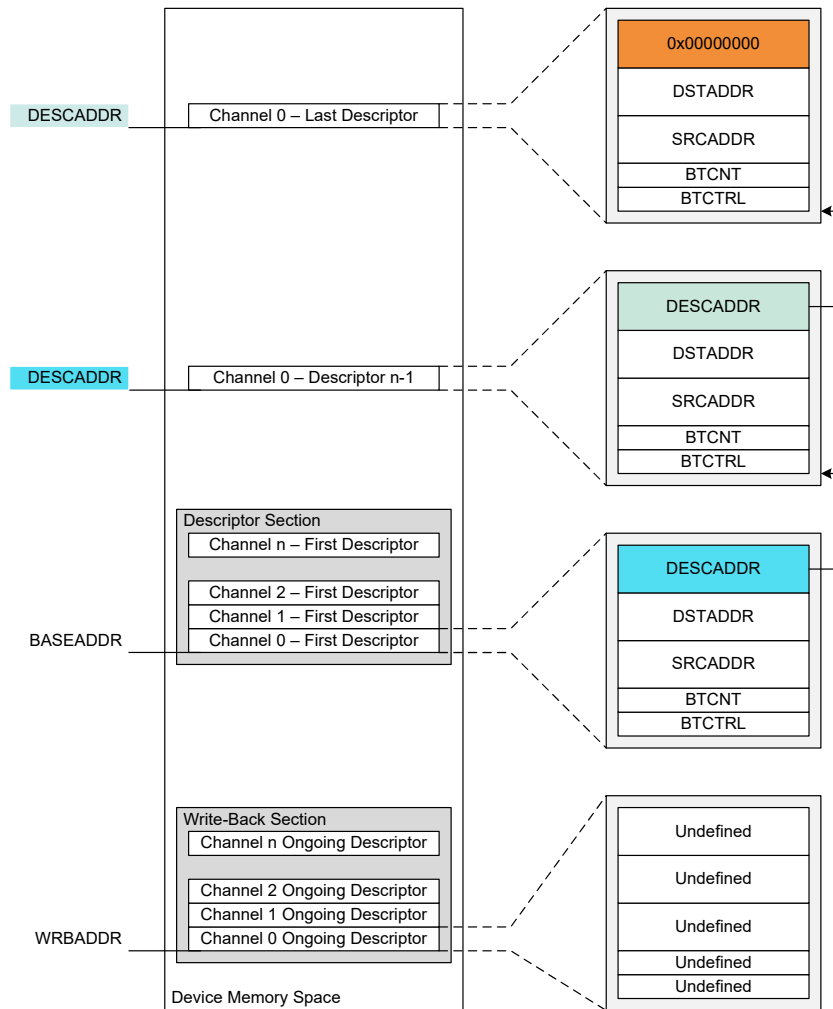 0x00000000
DESCADDR
Channel 0 – Last Descriptor
DSTADDR
SRCADDR
BTCNT
BTCTRL
DESCADDR
DESCADDR
Channel 0 – Descriptor n-1
DSTADDR
SRCADDR
BTCNT
BTCTRL
Descriptor Section
Channel n – First Descriptor
Channel 2 – First Descriptor
Channel 1 – First Descriptor
BASEADDR
Channel 0 – First Descriptor
DESCADDR
DSTADDR
SRCADDR
BTCNT
BTCTRL
Write-Back Section
Channel n Ongoing Descriptor
Channel 2 Ongoing Descriptor
Channel 1 Ongoing Descriptor
WRBADDR
Channel 0 Ongoing Descriptor
Undefined
Undefined
Undefined
Undefined
Undefined
Device Memory Space